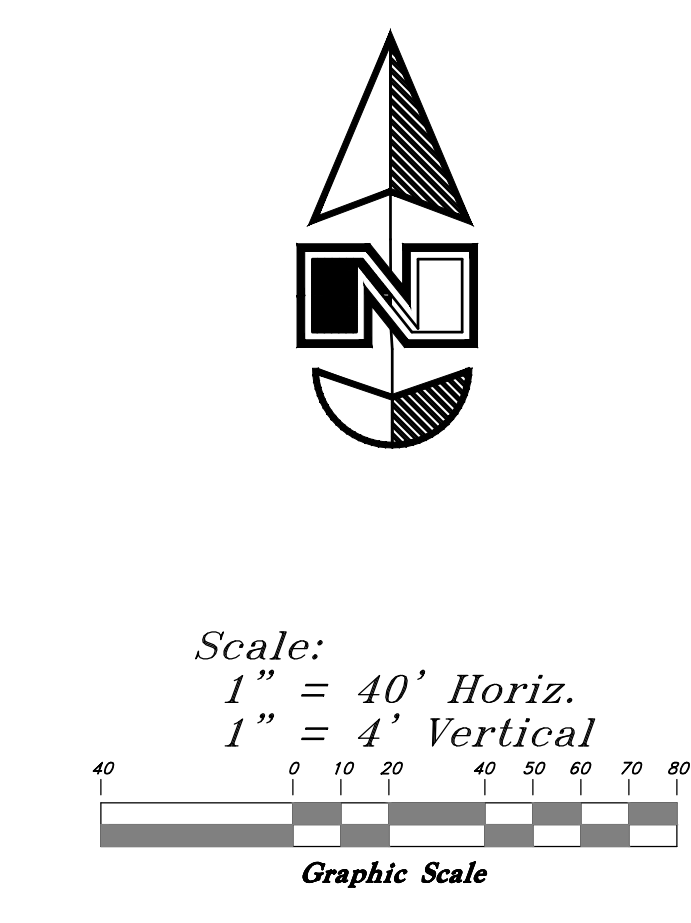 N
Scale:
1” = 40’ Horiz.
1” = 4’ Vertical
40 0 10 20 40 50 60 70 80
Graphic Scale